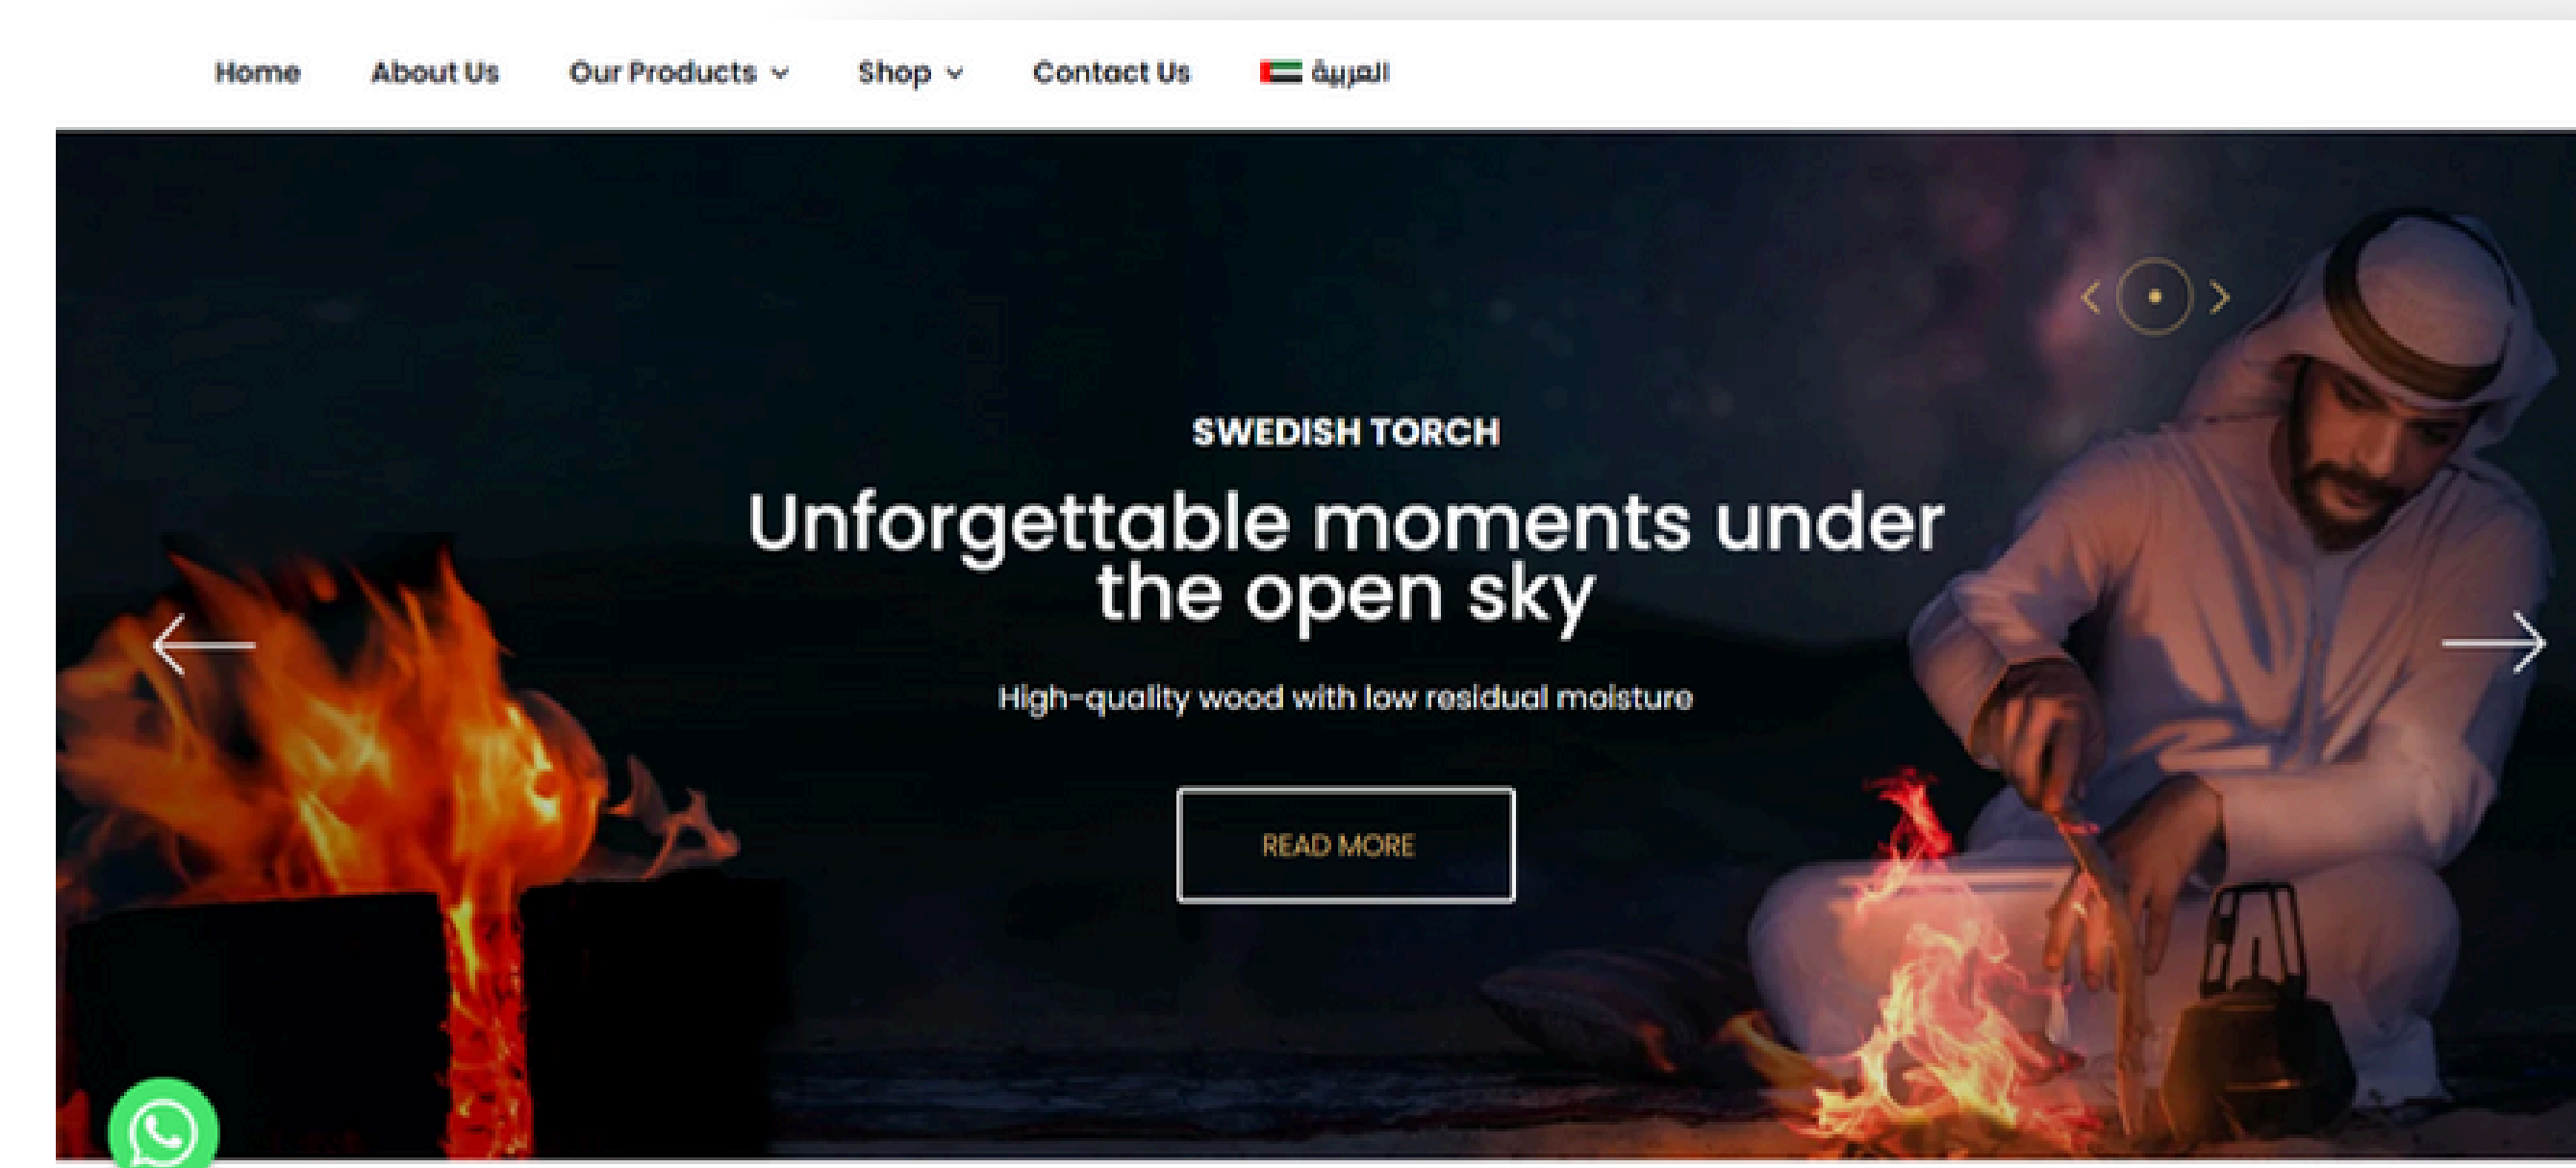 Home About Us Our Products Shop Contact Us العربية
SWEDISH TORCH
Unforgettable moments under
the open sky
High-quality wood with low residual moisture
READ MORE